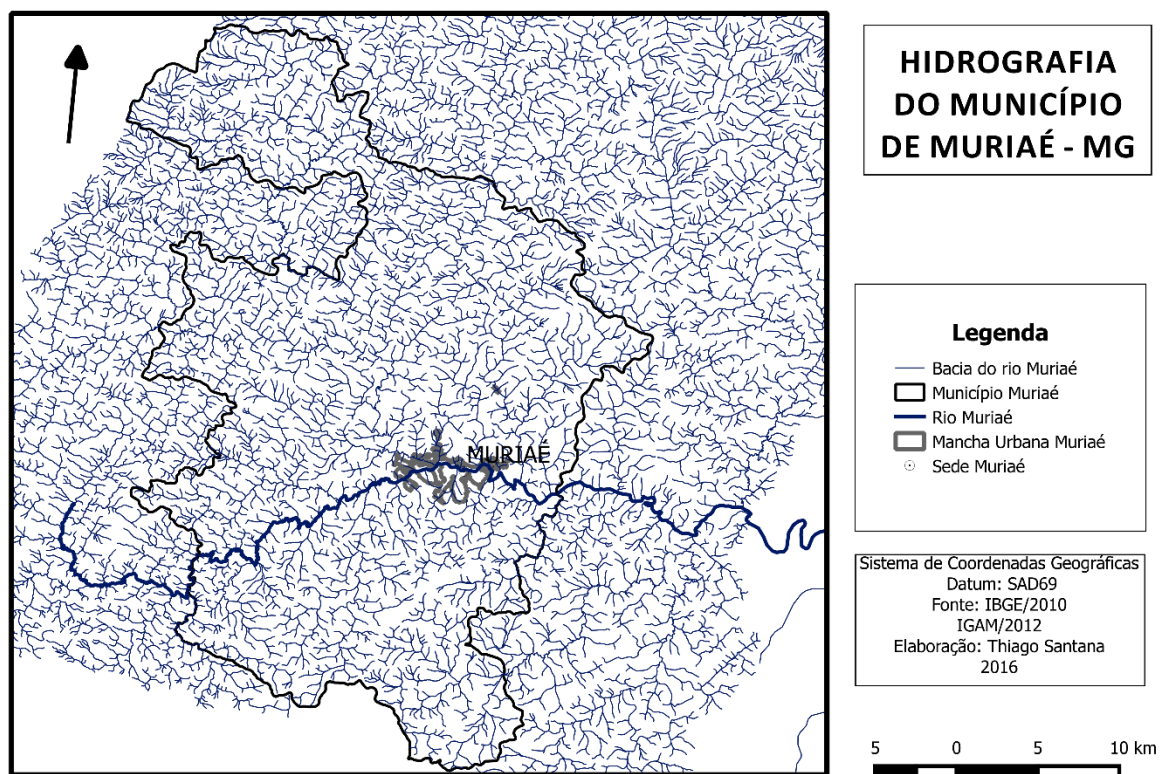 HIDROGRAFIA
DO MUNICÍPIO
DE MURIAÉ - MG
MURIAÉ
Legenda
Bacia do rio Muriaé
Município Muriaé
Rio Muriaé
Mancha Urbana Muriaé
Sede Muriaé
Sistema de Coordenadas Geográficas
Datum: SAD69
Fonte: IBGE/2010
IGAM/2012
Elaboração: Thiago Santana
2016
5 0 5 10 km